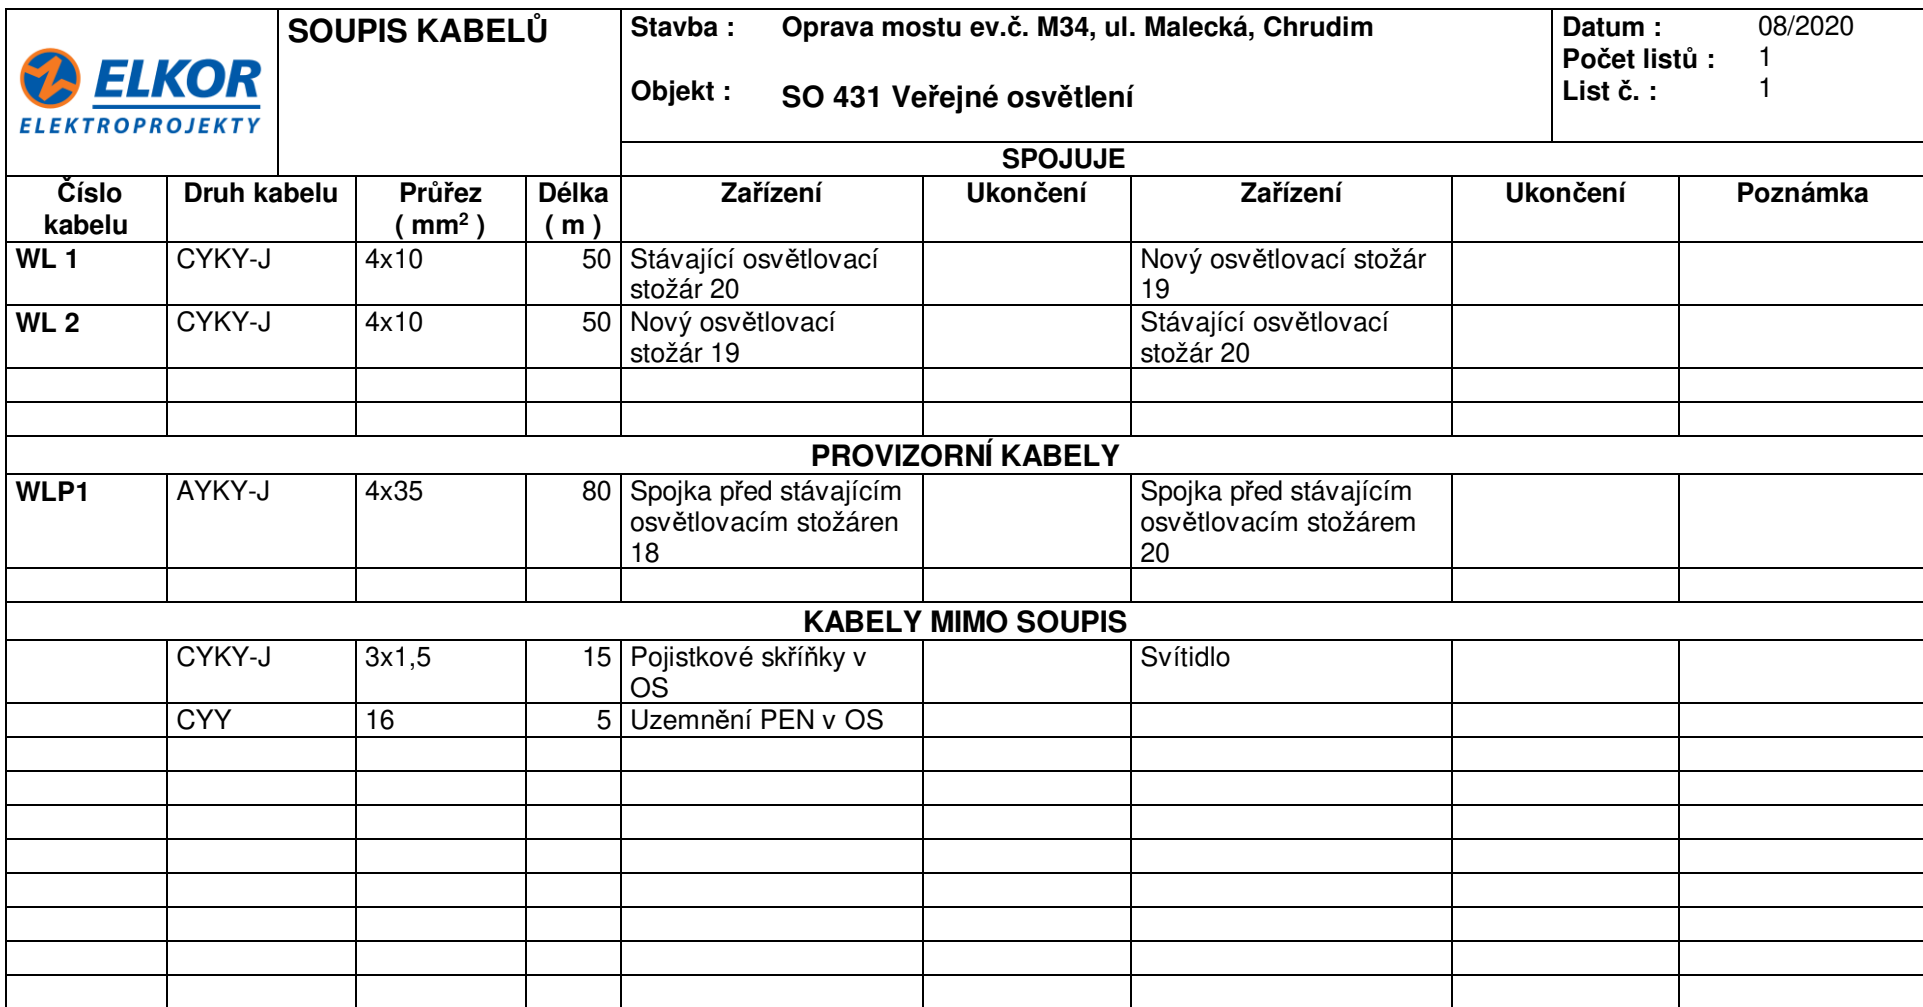 ELKOR
ELEKTROPROJEKTY
SOUPIS KABELŮ
Stavba : Oprava mostu ev.č. M34, ul. Malecká, Chrudim
Objekt : SO 431 Veřejné osvětlení
Datum : 08/2020
Počet listů : 1
List č. : 1
SPOJUJE
Číslo kabelu Druh kabelu Průřez ( mm² ) Délka ( m ) Zařízení Ukončení Zařízení Ukončení Poznámka
WL 1 CYKY-J 4x10 50 Stávající osvětlovací stožár 20 Nový osvětlovací stožár 19
WL 2 CYKY-J 4x10 50 Nový osvětlovací stožár 19 Stávající osvětlovací stožár 20
PROVIZORNÍ KABELY
WLP1 AYKY-J 4x35 80 Spojka před stávajícím osvětlovacím stožáren 18 Spojka před stávajícím osvětlovacím stožárem 20
KABELY MIMO SOUPIS
CYKY-J 3x1,5 15 Pojistkové skříňky v OS Svítidlo
CYY 16 5 Uzemnění PEN v OS